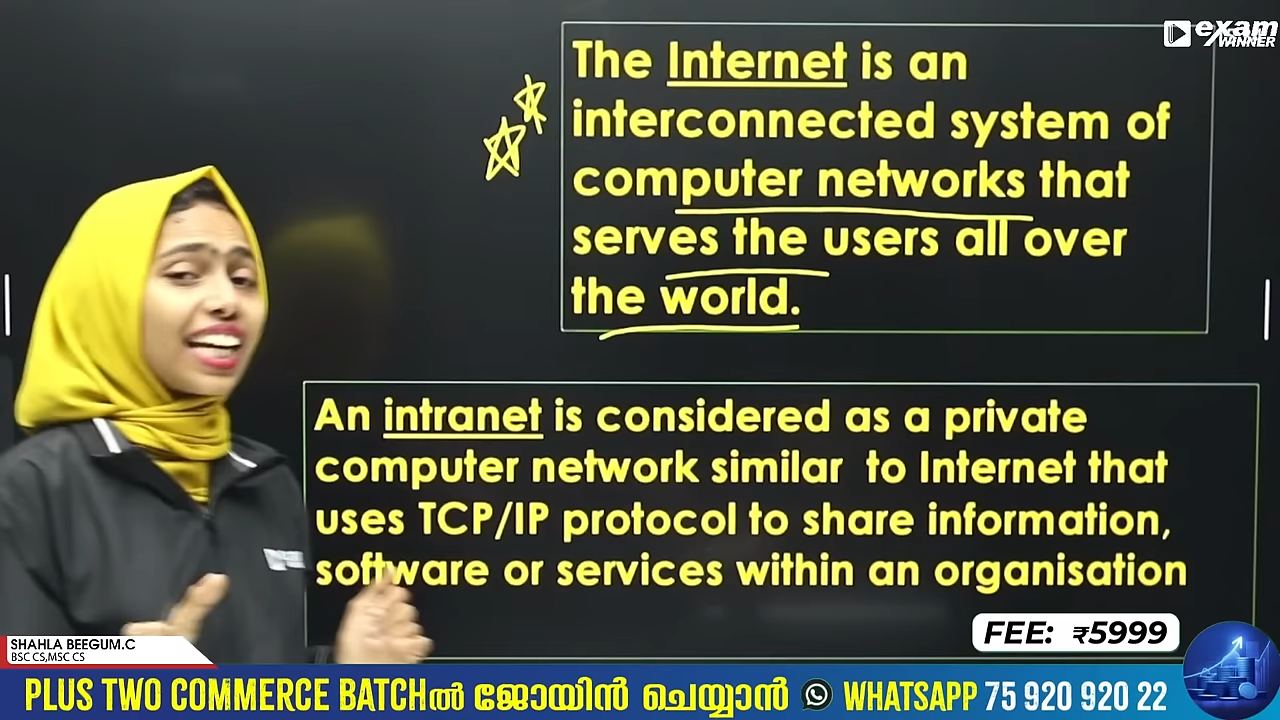 exam
WINNER
The Internet is an
interconnected system of
computer networks that
serves the users all over
the world.
An intranet is considered as a private
computer network similar to Internet that
uses TCP/IP protocol to share information,
software or services within an organisation
FEE: ₹5999
SHAHLA BEEGUM.C
BSC CS,MSC CS
PLUS TWO COMMERCE BATCHൽ ജോയിൻ ചെയ്യാൻ WHATSAPP 75 920 920 22